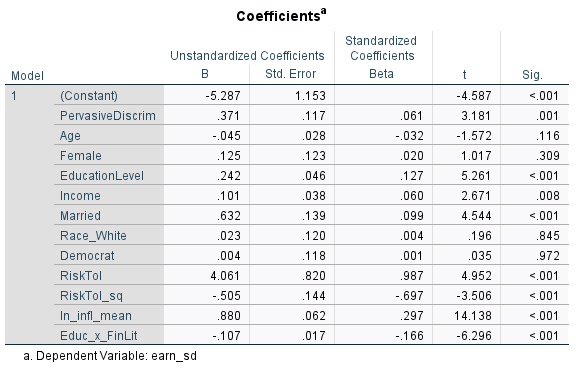 Coefficientsᵃ
Unstandardized Coefficients Standardized Coefficients
Model B Std. Error Beta t Sig.
1 (Constant) -5.287 1.153 -4.587 <.001
PervasiveDiscrim .371 .117 .061 3.181 .001
Age -.045 .028 -.032 -1.572 .116
Female .125 .123 .020 1.017 .309
EducationLevel .242 .046 .127 5.261 <.001
Income .101 .038 .060 2.671 .008
Married .632 .139 .099 4.544 <.001
Race_White .023 .120 .004 .196 .845
Democrat .004 .118 .001 .035 .972
RiskTol 4.061 .820 .987 4.952 <.001
RiskTol_sq -.505 .144 -.697 -3.506 <.001
ln_infl_mean .880 .062 .297 14.138 <.001
Educ_x_FinLit -.107 .017 -.166 -6.296 <.001
a. Dependent Variable: earn_sd